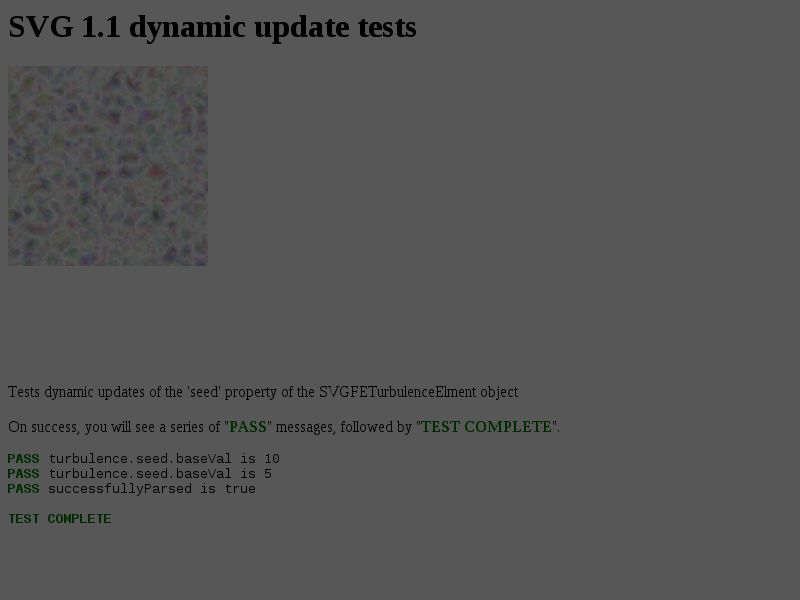 SVG 1.1 dynamic update tests
Tests dynamic updates of the 'seed' property of the SVGFETurbulenceElment object
On success, you will see a series of "PASS" messages, followed by "TEST COMPLETE".
PASS turbulence.seed.baseVal is 10
PASS turbulence.seed.baseVal is 5
PASS successfullyParsed is true
TEST COMPLETE